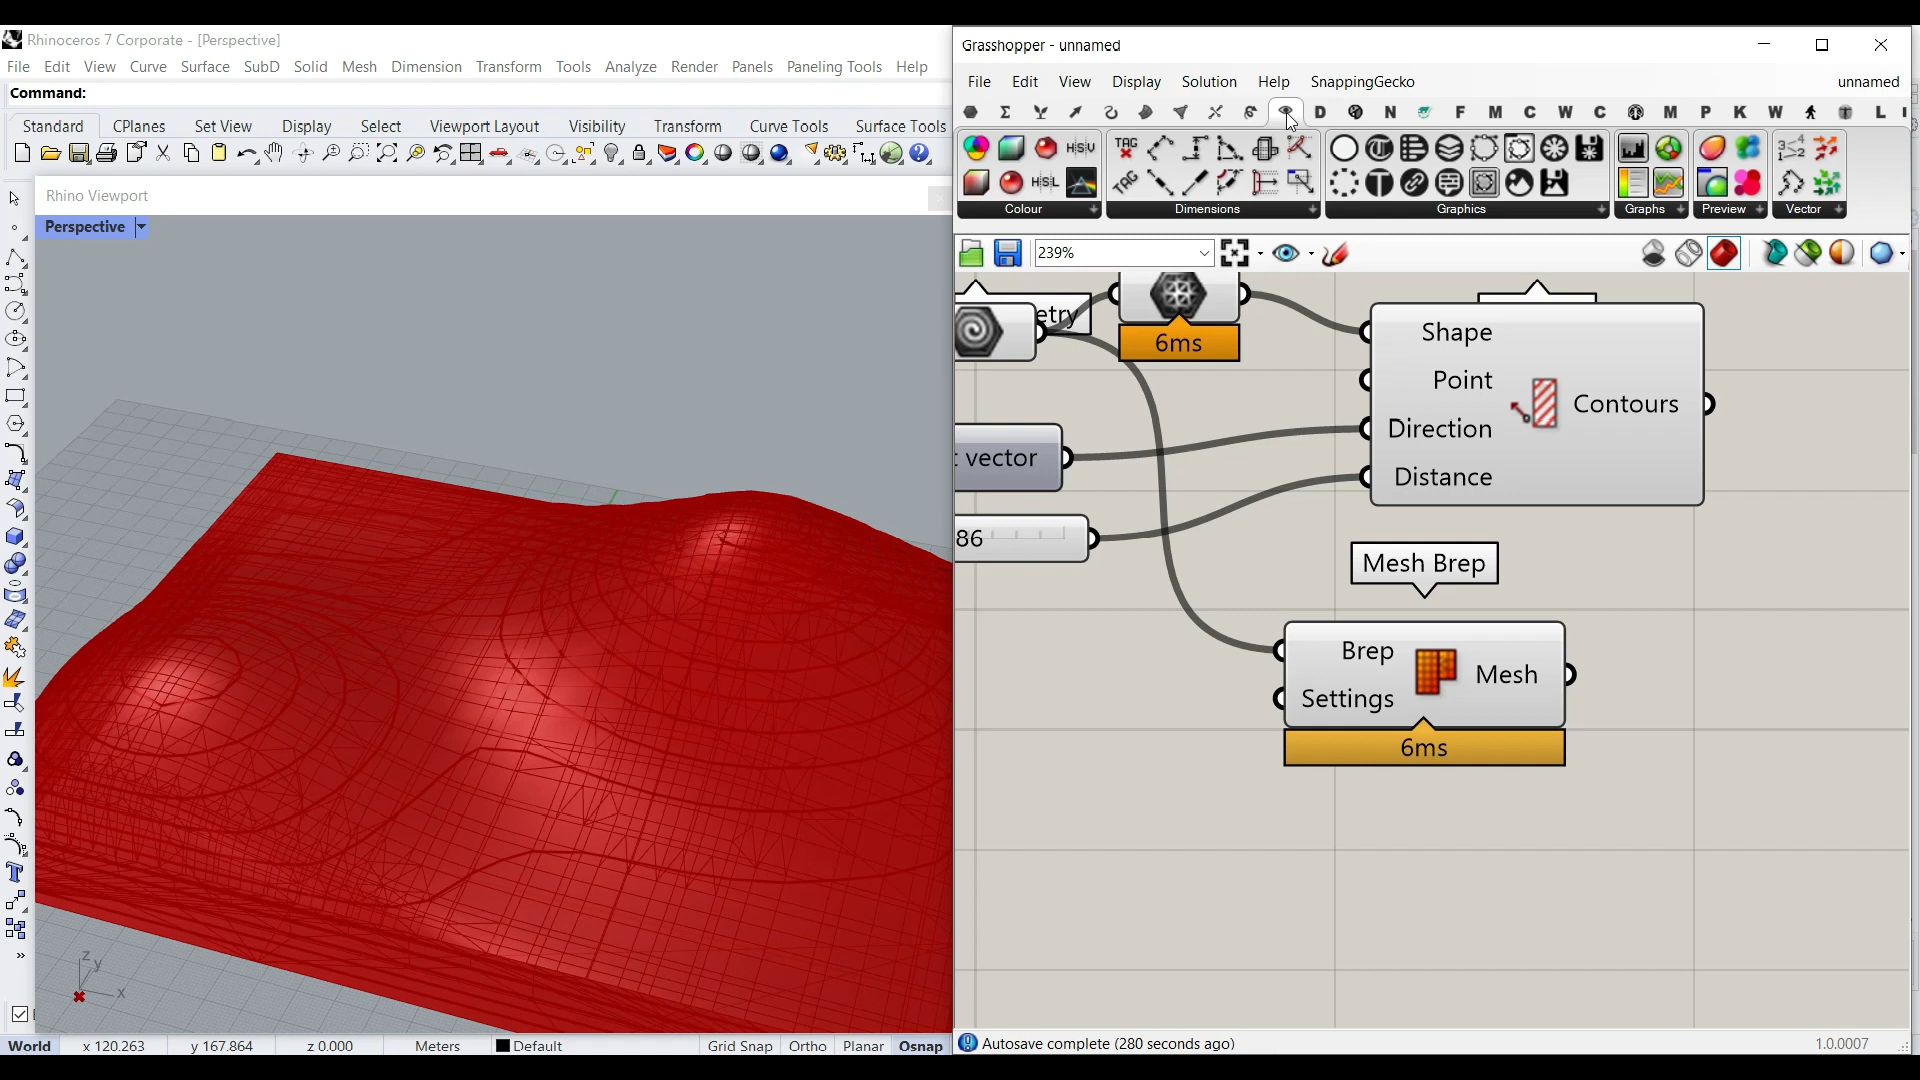 Rhinoceros 7 Corporate - [Perspective]
File Edit View Curve Surface SubD Solid Mesh Dimension Transform Tools Analyze Render Panels Paneling Tools Help
Command:
Standard CPlanes Set View Display Select Viewport Layout Visibility Transform Curve Tools Surface Tools
Rhino Viewport
Perspective
z
y
x
World x 120.263 y 167.864 z 0.000 Meters Default Grid Snap Ortho Planar Osnap
Grasshopper - unnamed
File Edit View Display Solution Help SnappingGecko unnamed
D N F M C W C M P K W L
HSV
HSL
TAG
TAG
Colour Dimensions Graphics Graphs Preview Vector
239%
etry
6ms
Shape
Point
Direction
Distance
Contours
vector
86
Mesh Brep
Brep
Settings
Mesh
6ms
Autosave complete (280 seconds ago) 1.0.0007